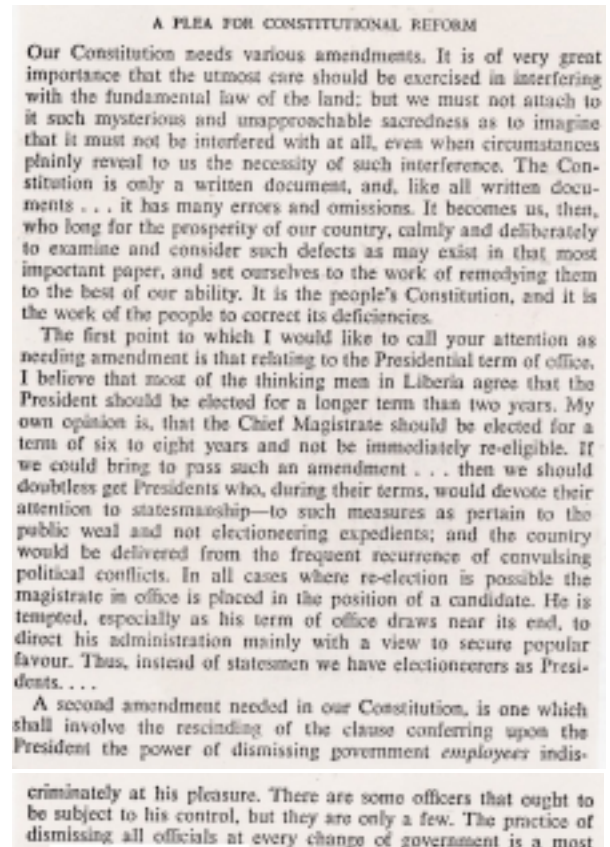 A PLEA FOR CONSTITUTIONAL REFORM
Our Constitution needs various amendments. It is of very great
importance that the utmost care should be exercised in interfering
with the fundamental law of the land; but we must not attach to
it such mysterious and unapproachable sacredness as to imagine
that it must not be interfered with at all, even when circumstances
plainly reveal to us the necessity of such interference. The Con-
stitution is only a written document, and, like all written docu-
ments . . . it has many errors and omissions. It becomes us, then,
who long for the prosperity of our country, calmly and deliberately
to examine and consider such defects as may exist in that most
important paper, and set ourselves to the work of remedying them
to the best of our ability. It is the people's Constitution, and it is
the work of the people to correct its deficiencies.
The first point to which I would like to call your attention as
needing amendment is that relating to the Presidential term of office.
I believe that most of the thinking men in Liberia agree that the
President should be elected for a longer term than two years. My
own opinion is, that the Chief Magistrate should be elected for a
term of six to eight years and not be immediately re-eligible. If
we could bring to pass such an amendment . . . then we should
doubtless get Presidents who, during their terms, would devote their
attention to statesmanship—to such measures as pertain to the
public weal and not electioneering expedients; and the country
would be delivered from the frequent recurrence of convulsing
political conflicts. In all cases where re-election is possible the
magistrate in office is placed in the position of a candidate. He is
tempted, especially as his term of office draws near its end, to
direct his administration mainly with a view to secure popular
favour. Thus, instead of statesmen we have electioneerers as Presi-
dents. . . .
A second amendment needed in our Constitution, is one which
shall involve the rescinding of the clause conferring upon the
President the power of dismissing government employees indis-
criminately at his pleasure. There are some officers that ought to
be subject to his control, but they are only a few. The practice of
dismissing all officials at every change of government is a most